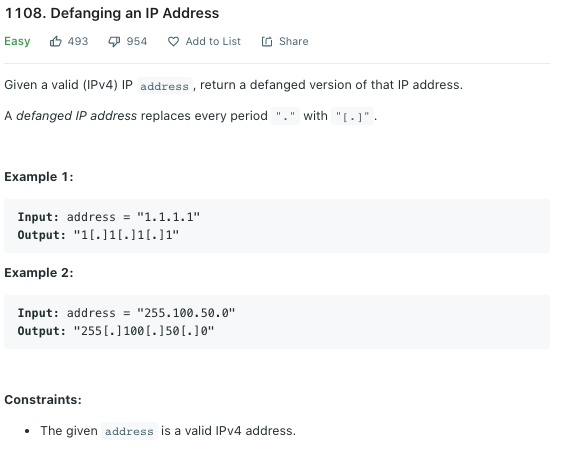 1108. Defanging an IP Address
Easy 493 954 Add to List Share
Given a valid (IPv4) IP address, return a defanged version of that IP address.
A defanged IP address replaces every period "." with "[.]".
Example 1:
Input: address = "1.1.1.1"
Output: "1[.]1[.]1[.]1"
Example 2:
Input: address = "255.100.50.0"
Output: "255[.]100[.]50[.]0"
Constraints:
• The given address is a valid IPv4 address.